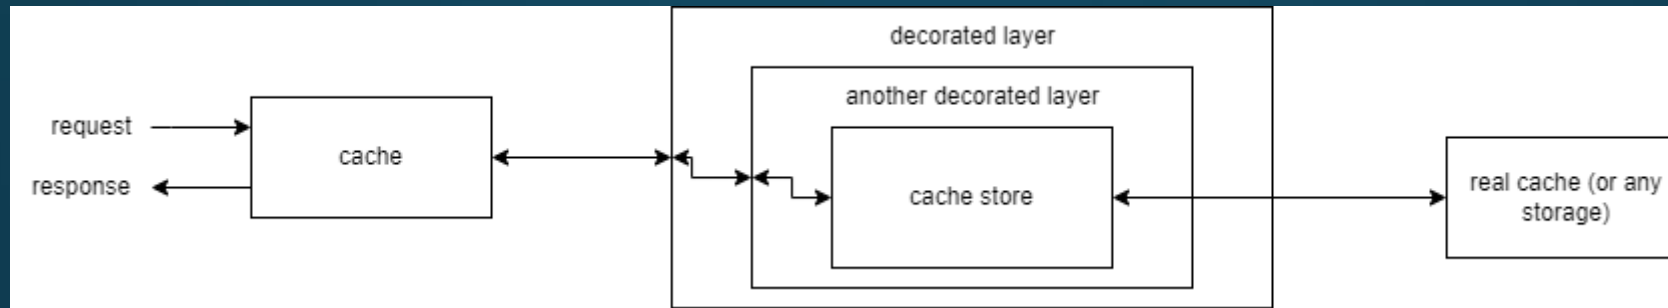 decorated layer
another decorated layer
request
cache
response
cache store
real cache (or any
storage)